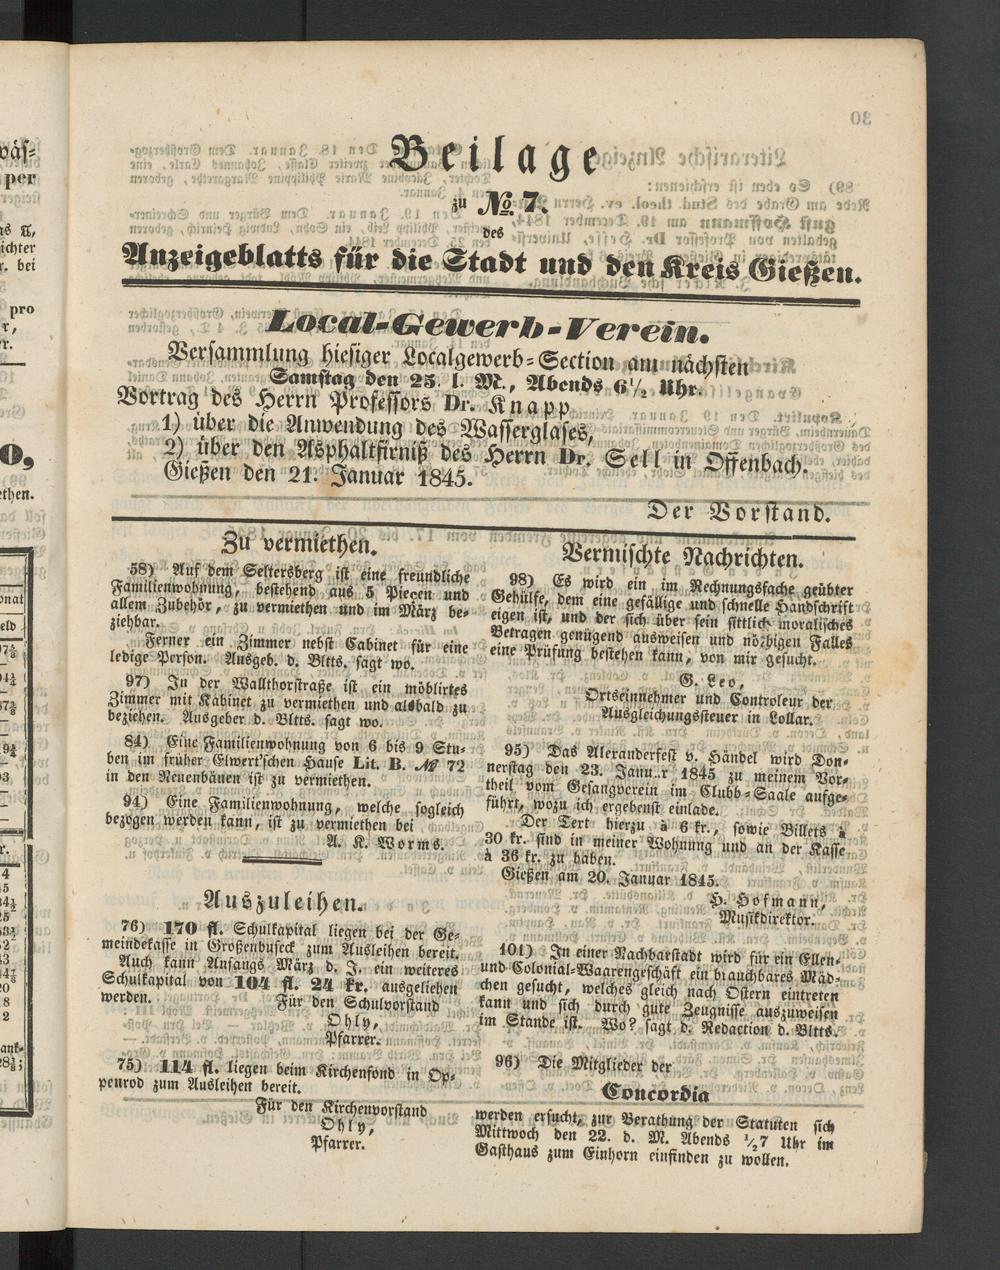 Beilage
zu No. 7.
des
Anzeigeblatts für die Stadt und den Kreis Gießen.
Local-Gewerb-Verein.
Versammlung hiesiger Localgewerb-Section am nächsten
Samstag den 25. l. M., Abends 6½ Uhr.
Vortrag des Herrn Professors Dr. Knapp
1) über die Anwendung des Wasserglases,
2) über den Asphaltfirniß des Herrn Dr. Sell in Offenbach.
Gießen den 21. Januar 1845.
Der Vorstand.
Zu vermiethen.
58) Auf dem Seltersberg ist eine freundliche
Familienwohnung, bestehend aus 5 Piecen und
allem Zubehör, zu vermiethen und im März be-
ziehbar.
Ferner ein Zimmer nebst Cabinet für eine
ledige Person. Ausgeb. d. Bltts. sagt wo.
97) In der Wallthorstraße ist ein möblirtes
Zimmer mit Kabinet zu vermiethen und alsbald zu
beziehen. Ausgeber d. Bltts. sagt wo.
84) Eine Familienwohnung von 6 bis 9 Stu-
ben im früher Elwert'schen Hause Lit. B. № 72
in den Neuenbäuen ist zu vermiethen.
94) Eine Familienwohnung, welche sogleich
bezogen werden kann, ist zu vermiethen bei
A. K. Worms.
Auszuleihen.
76) 170 fl. Schulkapital liegen bei der Ge-
meindekasse in Großenbuseck zum Ausleihen bereit.
Auch kann Anfangs März d. J. ein weiteres
Schulkapital von 104 fl. 24 kr. ausgeliehen
werden. Für den Schulvorstand
Ohly,
Pfarrer.
75) 114 fl. liegen beim Kirchenfond in Op-
penrod zum Ausleihen bereit.
Für den Kirchenvorstand
Ohly,
Pfarrer.
Vermischte Nachrichten.
98) Es wird ein im Rechnungsfache geübter
Gehülfe, dem eine gefällige und schnelle Handschrift
eigen ist, und der sich über sein sittlich moralisches
Betragen genügend ausweisen und nöthigen Falles
eine Prüfung bestehen kann, von mir gesucht.
G. Leo,
Ortseinnehmer und Controleur der
Ausgleichungssteuer in Lollar.
95) Das Alexanderfest v. Händel wird Don-
nerstag den 23. Januar 1845 zu meinem Vor-
theil vom Gesangverein im Clubb-Saale aufge-
führt, wozu ich ergebenst einlade.
Der Text hierzu à 6 kr., sowie Billets à
30 kr. sind in meiner Wohnung und an der Kasse
à 36 kr. zu haben.
Gießen am 20. Januar 1845.
H. Hofmann,
Musikdirektor.
101) In einer Nachbarstadt wird für ein Ellen-
und Colonial-Waarengeschäft ein brauchbares Mäd-
chen gesucht, welches gleich nach Ostern eintreten
kann und sich durch gute Zeugnisse auszuweisen
im Stande ist. Wo? sagt d. Redaction d. Bltts.
96) Die Mitglieder der
Concordia
werden ersucht, zur Berathung der Statuten sich
Mittwoch den 22. d. M. Abends ½7 Uhr im
Gasthaus zum Einhorn einfinden zu wollen.